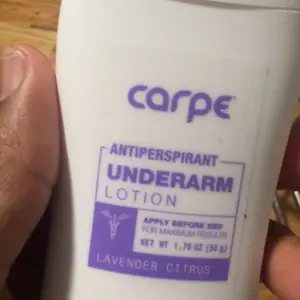 carpe
ANTIPERSPIRANT
UNDERARM
LOTION
APPLY BEFORE BED
FOR MAXIMUM RESULTS
NET WT 1.76 OZ (50 g)
LAVENDER CITRUS